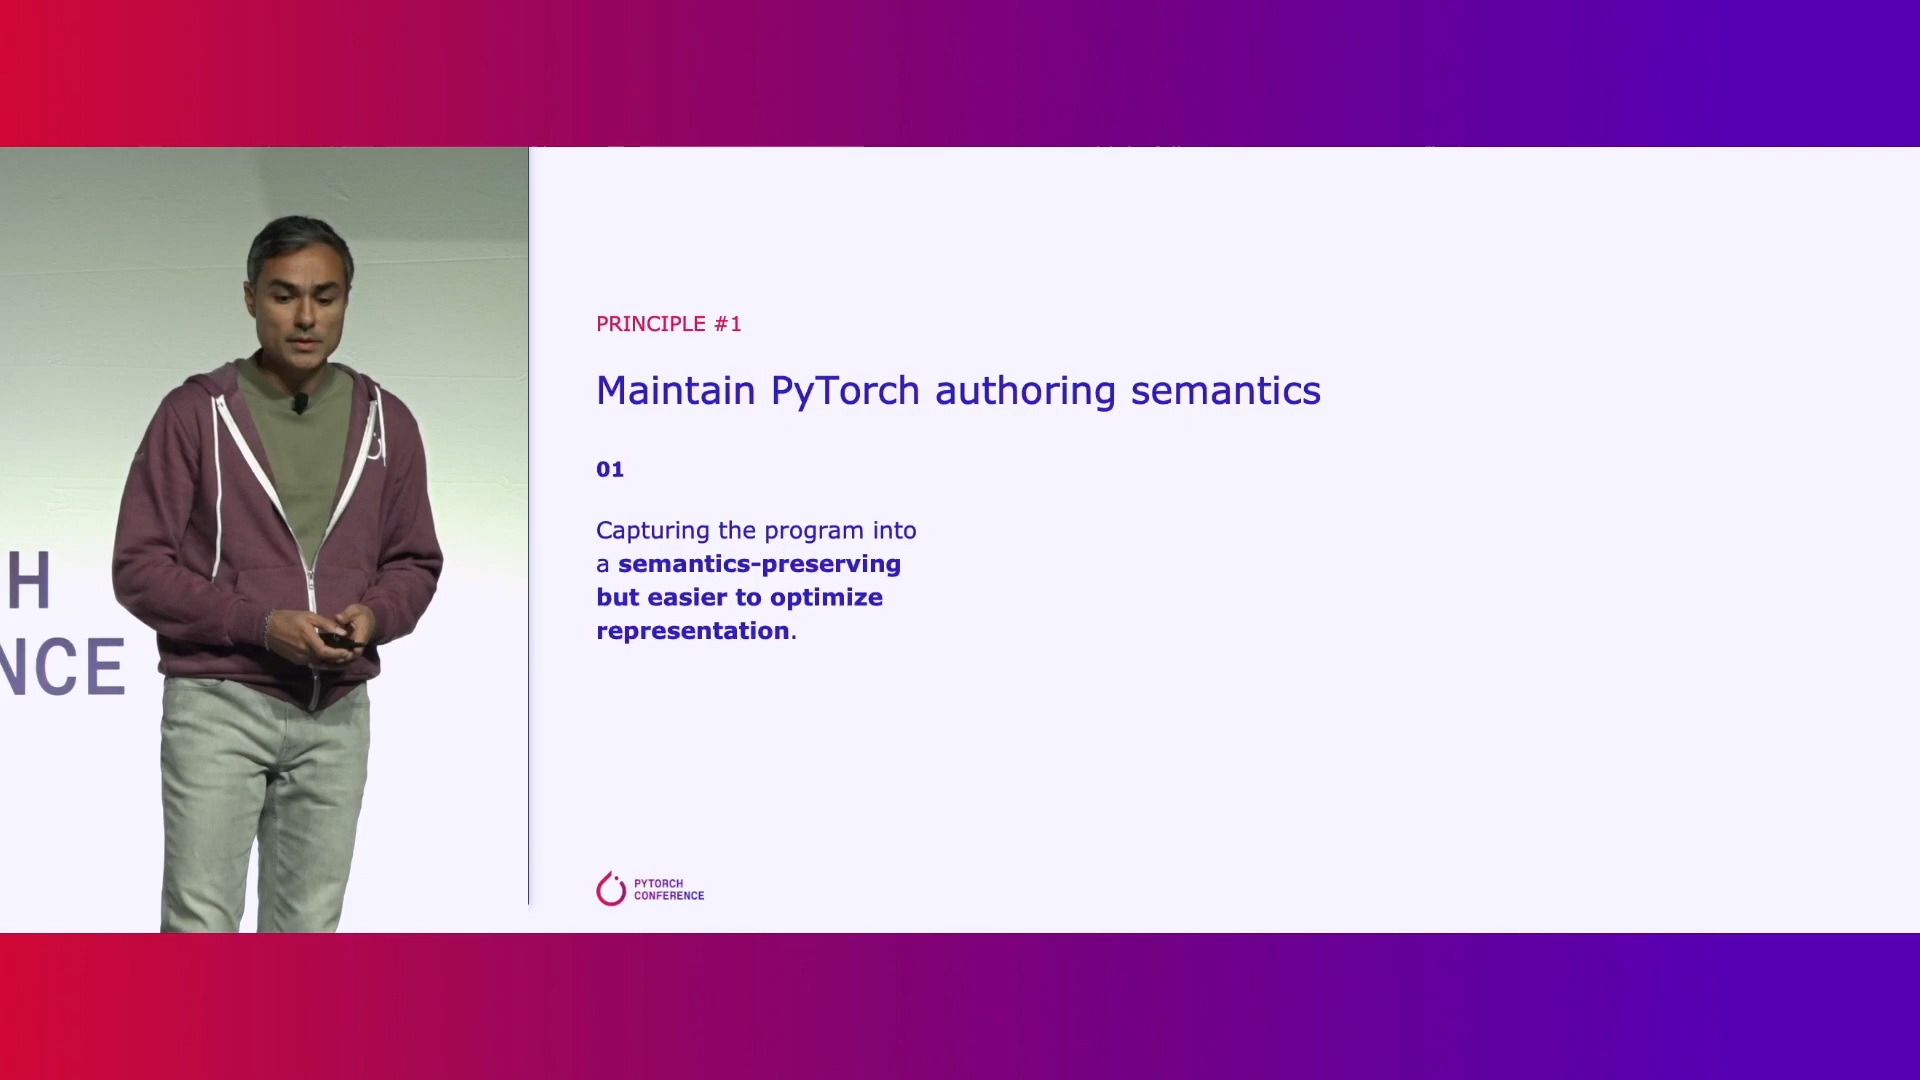 H
NCE
PRINCIPLE #1
Maintain PyTorch authoring semantics
01
Capturing the program into
a semantics-preserving
but easier to optimize
representation.
PYTORCH
CONFERENCE